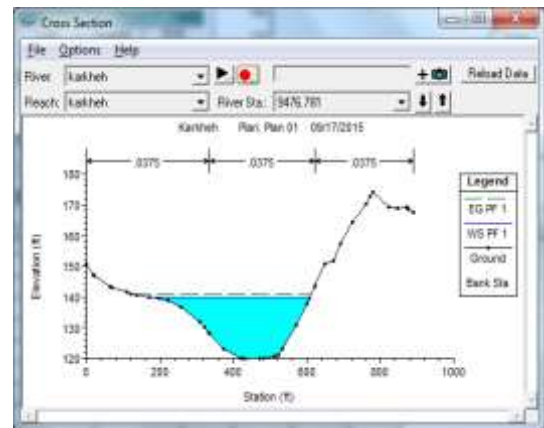 Cross Section
File Options Help
River: karkheh
Reload Data
Reach: karkheh River Sta.: 9476.781
Karkheh Plan: Plan 01 09/17/2015
.0375 .0375 .0375
180
170
160
150
140
130
120
0 200 400 600 800 1000
Elevation (ft)
Station (ft)
Legend
EG PF 1
WS PF 1
Ground
Bank Sta